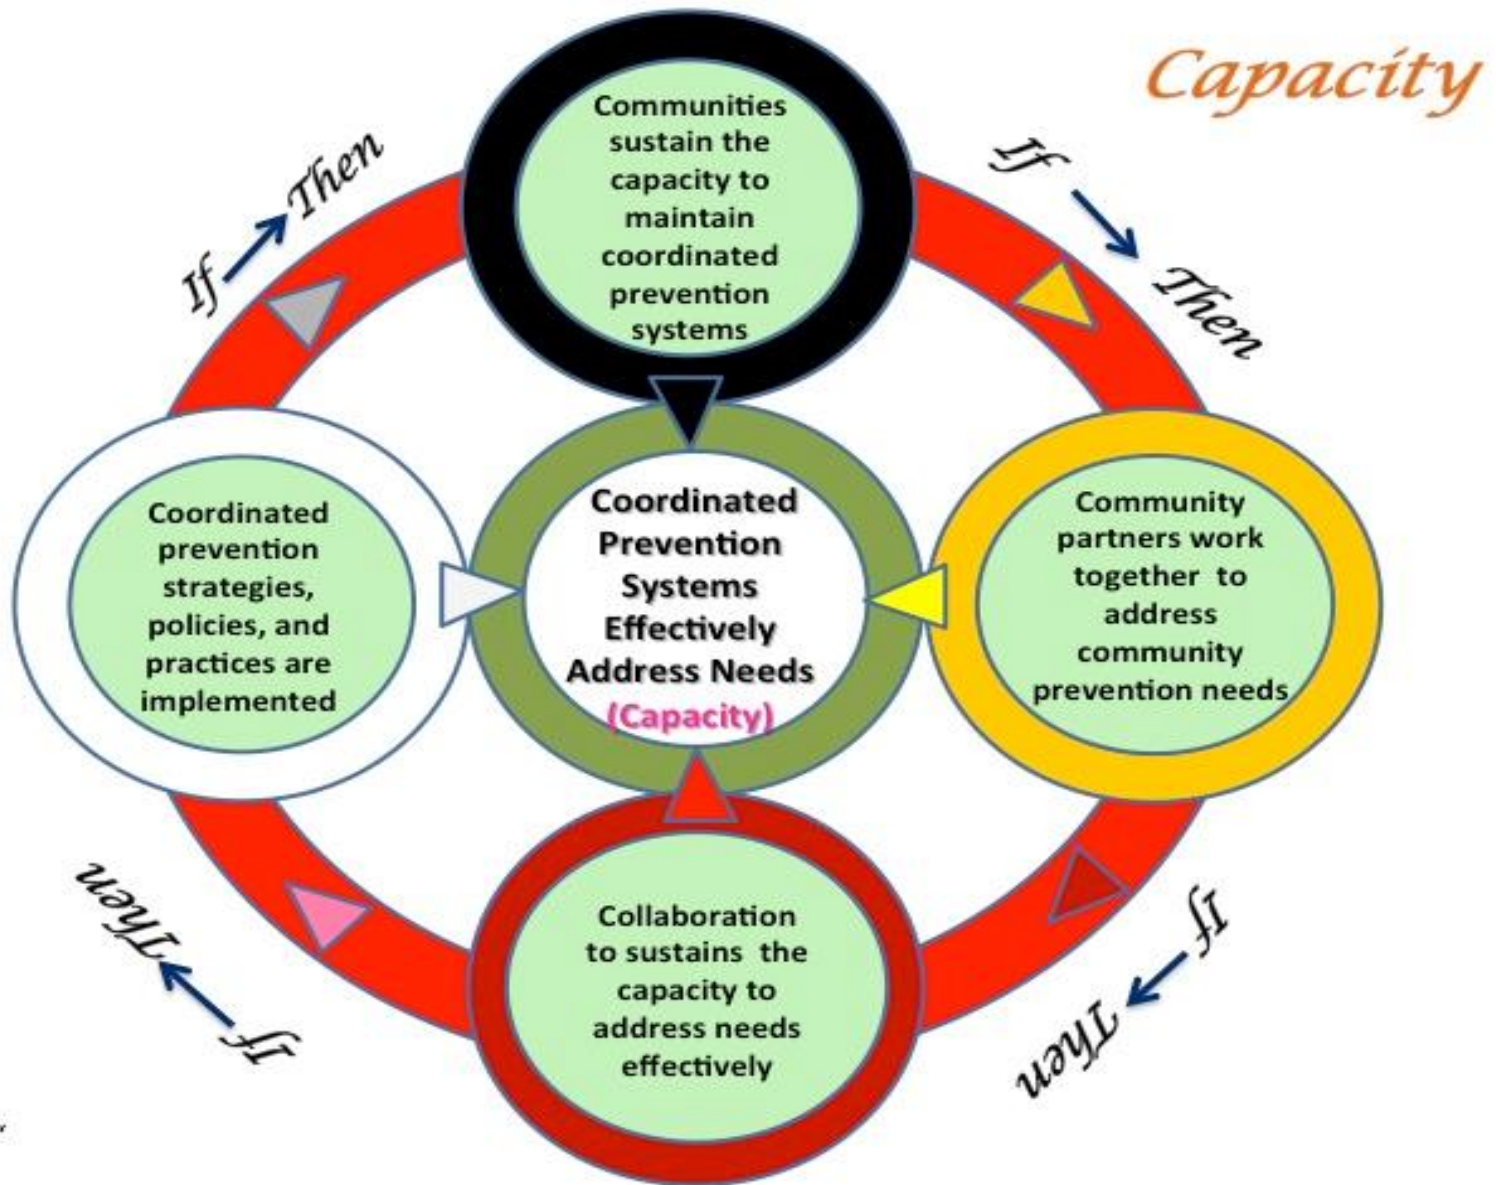 Capacity
If
Then
If
Then
Communities
sustain the
capacity to
maintain
coordinated
prevention
systems
Coordinated
prevention
strategies,
policies, and
practices are
implemented
Coordinated
Prevention
Systems
Effectively
Address Needs
(Capacity)
Community
partners work
together to
address
community
prevention needs
If
Then
If
Then
Collaboration
to sustains the
capacity to
address needs
effectively